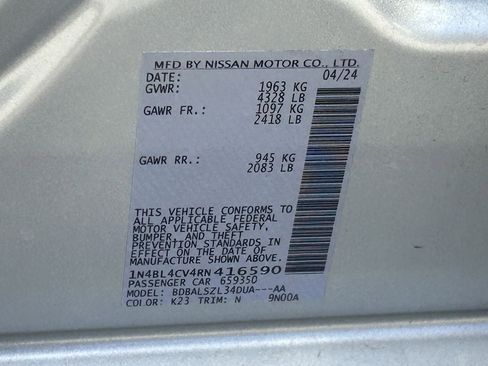 MFD BY NISSAN MOTOR CO., LTD.
DATE: 04/24
GVWR: 1963 KG
4328 LB
GAWR FR.: 1097 KG
2418 LB
GAWR RR.: 945 KG
2083 LB
THIS VEHICLE CONFORMS TO
ALL APPLICABLE FEDERAL
MOTOR VEHICLE SAFETY,
BUMPER, AND THEFT
PREVENTION STANDARDS IN
EFFECT ON THE DATE OF
MANUFACTURE SHOWN ABOVE.
1N4BL4CV4RN416590
PASSENGER CAR 659350
MODEL: BDBALSZL34DUA---AA
COLOR: K23 TRIM: N 9N00A